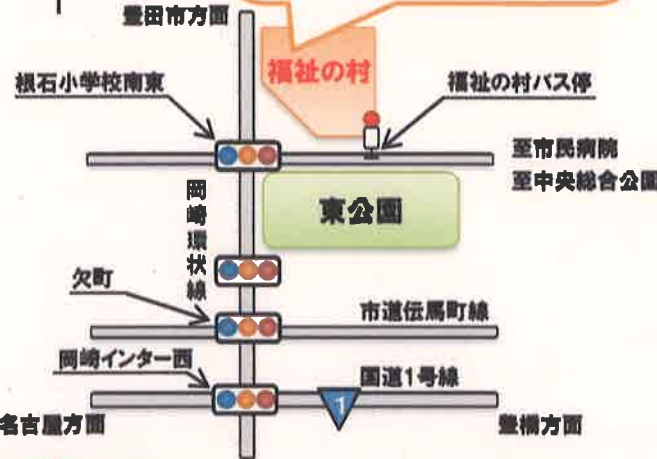 豊田市方面
福祉の村
根石小学校南東
福祉の村バス停
至市民病院
至中央総合公園
岡崎環状線
東公園
欠町
市道伝馬町線
岡崎インター西
国道1号線
1
名古屋方面
豊橋方面